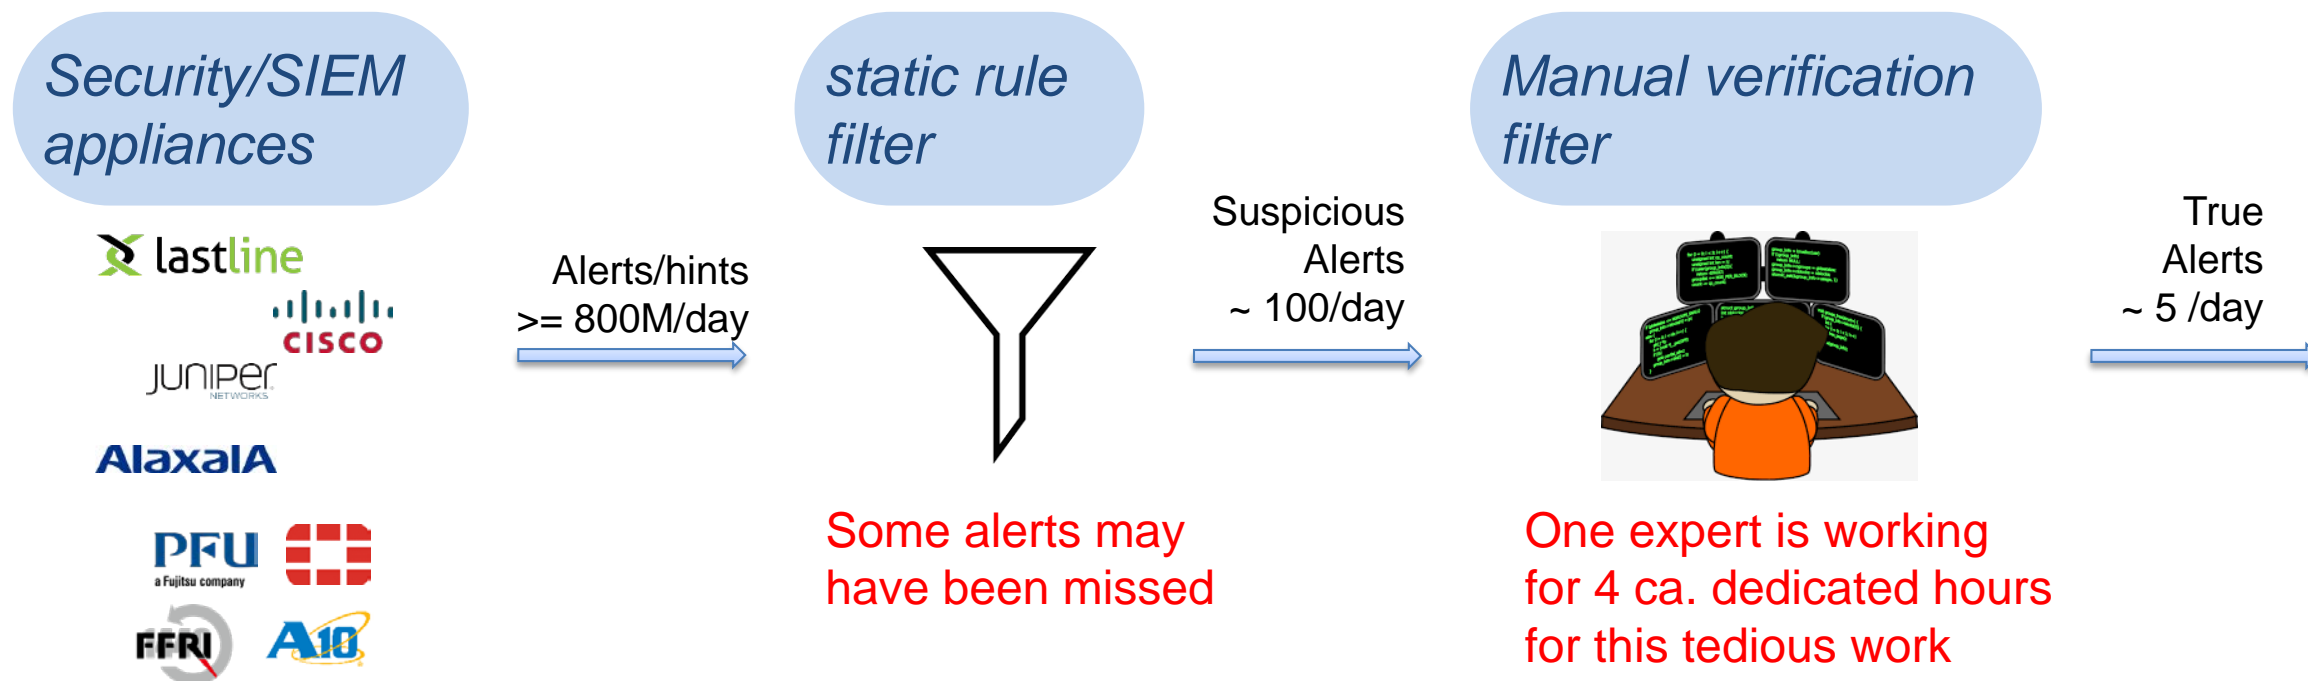 Security/SIEM
appliances
static rule
filter
Manual verification
filter
lastline
CISCO
JUNIPER
NETWORKS
AlaxalA
PFU
a Fujitsu company
FFRI
A10
Alerts/hints
>= 800M/day
Suspicious
Alerts
~ 100/day
True
Alerts
~ 5 /day
Some alerts may
have been missed
One expert is working
for 4 ca. dedicated hours
for this tedious work